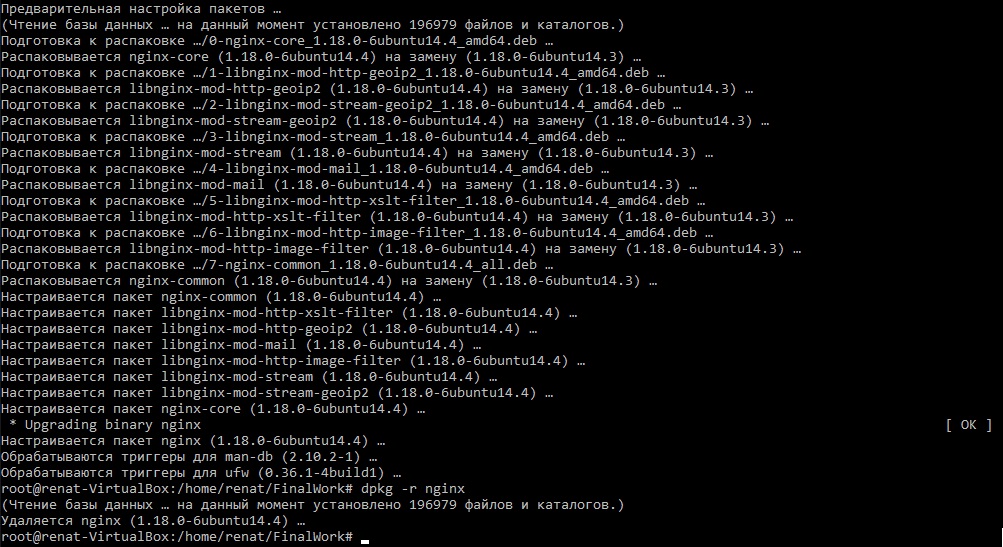 Предварительная настройка пакетов …
(Чтение базы данных … на данный момент установлено 196979 файлов и каталогов.)
Подготовка к распаковке …/0-nginx-core_1.18.0-6ubuntu14.4_amd64.deb …
Распаковывается nginx-core (1.18.0-6ubuntu14.4) на замену (1.18.0-6ubuntu14.3) …
Подготовка к распаковке …/1-libnginx-mod-http-geoip2_1.18.0-6ubuntu14.4_amd64.deb …
Распаковывается libnginx-mod-http-geoip2 (1.18.0-6ubuntu14.4) на замену (1.18.0-6ubuntu14.3) …
Подготовка к распаковке …/2-libnginx-mod-stream-geoip2_1.18.0-6ubuntu14.4_amd64.deb …
Распаковывается libnginx-mod-stream-geoip2 (1.18.0-6ubuntu14.4) на замену (1.18.0-6ubuntu14.3) …
Подготовка к распаковке …/3-libnginx-mod-stream_1.18.0-6ubuntu14.4_amd64.deb …
Распаковывается libnginx-mod-stream (1.18.0-6ubuntu14.4) на замену (1.18.0-6ubuntu14.3) …
Подготовка к распаковке …/4-libnginx-mod-mail_1.18.0-6ubuntu14.4_amd64.deb …
Распаковывается libnginx-mod-mail (1.18.0-6ubuntu14.4) на замену (1.18.0-6ubuntu14.3) …
Подготовка к распаковке …/5-libnginx-mod-http-xslt-filter_1.18.0-6ubuntu14.4_amd64.deb …
Распаковывается libnginx-mod-http-xslt-filter (1.18.0-6ubuntu14.4) на замену (1.18.0-6ubuntu14.3) …
Подготовка к распаковке …/6-libnginx-mod-http-image-filter_1.18.0-6ubuntu14.4_amd64.deb …
Распаковывается libnginx-mod-http-image-filter (1.18.0-6ubuntu14.4) на замену (1.18.0-6ubuntu14.3) …
Подготовка к распаковке …/7-nginx-common_1.18.0-6ubuntu14.4_all.deb …
Распаковывается nginx-common (1.18.0-6ubuntu14.4) на замену (1.18.0-6ubuntu14.3) …
Настраивается пакет nginx-common (1.18.0-6ubuntu14.4) …
Настраивается пакет libnginx-mod-http-xslt-filter (1.18.0-6ubuntu14.4) …
Настраивается пакет libnginx-mod-http-geoip2 (1.18.0-6ubuntu14.4) …
Настраивается пакет libnginx-mod-mail (1.18.0-6ubuntu14.4) …
Настраивается пакет libnginx-mod-http-image-filter (1.18.0-6ubuntu14.4) …
Настраивается пакет libnginx-mod-stream (1.18.0-6ubuntu14.4) …
Настраивается пакет libnginx-mod-stream-geoip2 (1.18.0-6ubuntu14.4) …
Настраивается пакет nginx-core (1.18.0-6ubuntu14.4) …
 * Upgrading binary nginx [ OK ]
Настраивается пакет nginx (1.18.0-6ubuntu14.4) …
Обрабатываются триггеры для man-db (2.10.2-1) …
Обрабатываются триггеры для ufw (0.36.1-4build1) …
root@renat-VirtualBox:/home/renat/FinalWork# dpkg -r nginx
(Чтение базы данных … на данный момент установлено 196979 файлов и каталогов.)
Удаляется nginx (1.18.0-6ubuntu14.4) …
root@renat-VirtualBox:/home/renat/FinalWork#